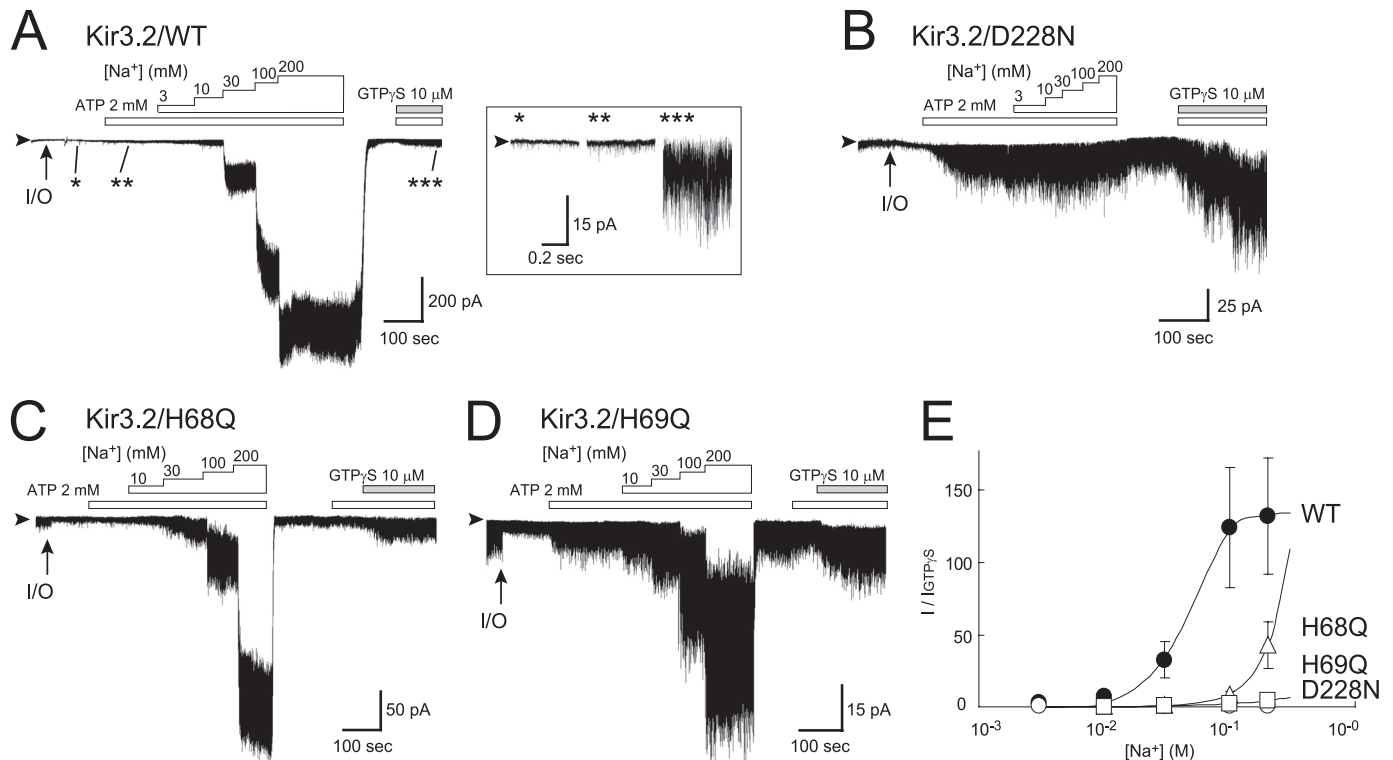 A Kir3.2/WT
[Na+] (mM)
3 10 30 100 200
ATP 2 mM
GTPγS 10 μM
I/O
* ** ***
200 pA
100 sec
* ** ***
15 pA
0.2 sec
B Kir3.2/D228N
[Na+] (mM)
3 10 30 100 200
ATP 2 mM
GTPγS 10 μM
I/O
25 pA
100 sec
C Kir3.2/H68Q
[Na+] (mM)
10 30 100 200
ATP 2 mM
GTPγS 10 μM
I/O
50 pA
100 sec
D Kir3.2/H69Q
[Na+] (mM)
10 30 100 200
ATP 2 mM
GTPγS 10 μM
I/O
15 pA
100 sec
E
I / IGTPγS
150
100
50
0
WT
H68Q
H69Q
D228N
10-3 10-2 10-1 10-0
[Na+] (M)